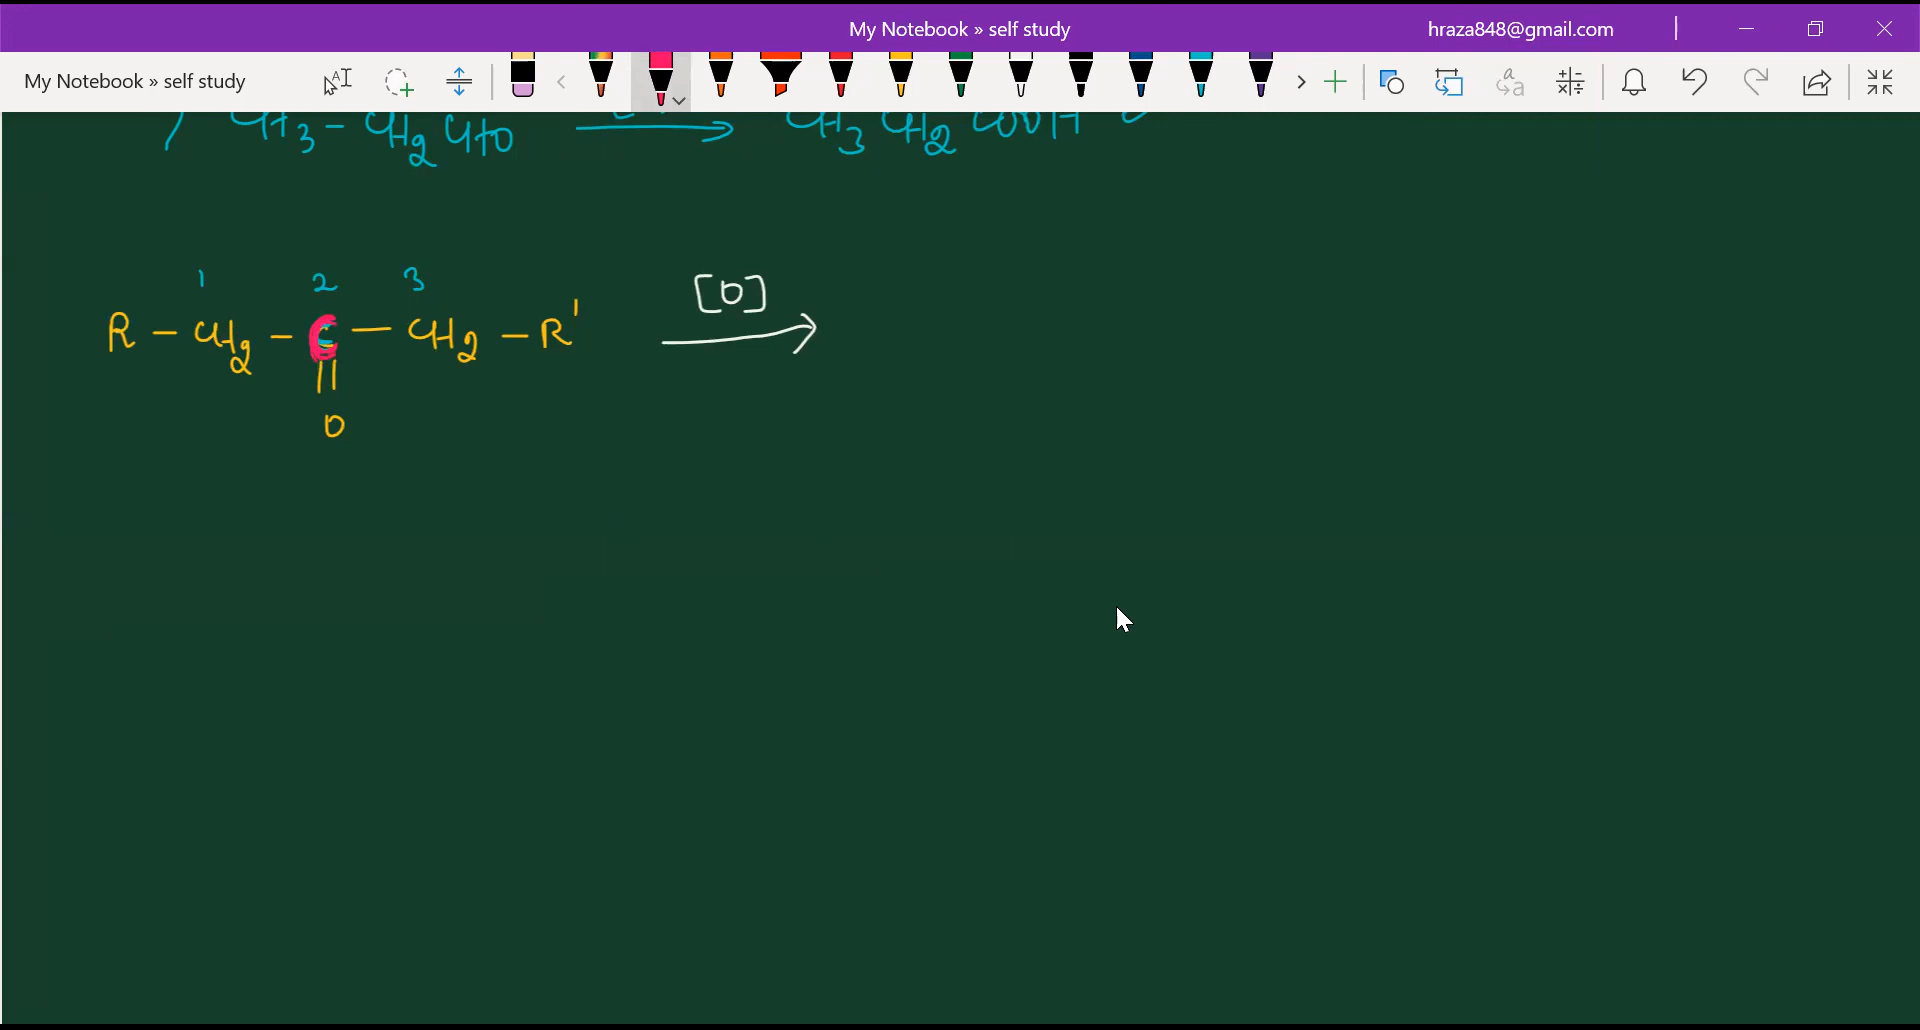 My Notebook » self study
hraza848@gmail.com
My Notebook » self study
CH3 - CH2 CHO → CH3 CH2 COOH
1 2 3
R - CH2 - C - CH2 - R' [O] →
||
O